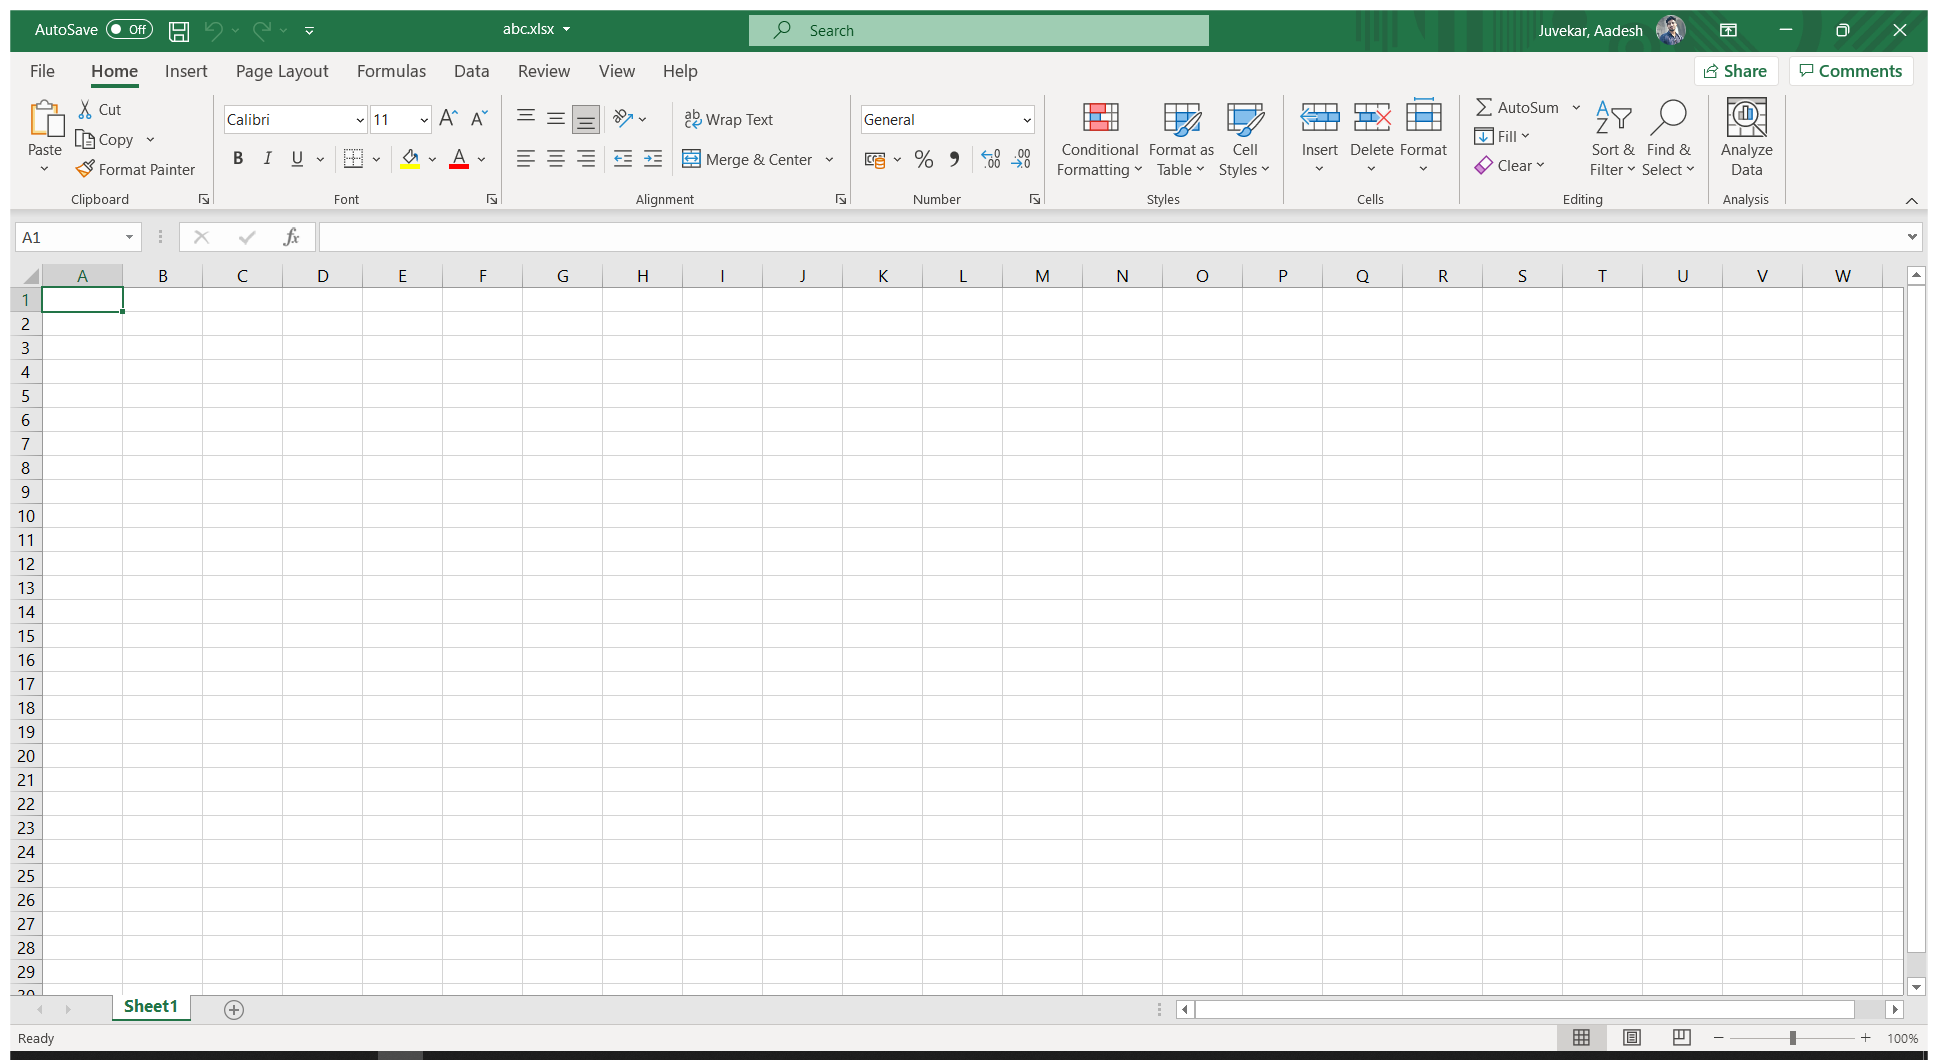 AutoSave Off abc.xlsx Search Juvekar, Aadesh
File Home Insert Page Layout Formulas Data Review View Help Share Comments
Paste
Cut
Copy
Format Painter
Clipboard
Calibri 11
B I U A
Font
ab Wrap Text
Merge & Center
Alignment
General
% .00 .00
Number
Conditional Formatting
Format as Table
Cell Styles
Styles
Insert Delete Format
Cells
AutoSum
Fill
Clear
Sort & Filter
Find & Select
Editing
Analyze Data
Analysis
A1 fx
A B C D E F G H I J K L M N O P Q R S T U V W
1
2
3
4
5
6
7
8
9
10
11
12
13
14
15
16
17
18
19
20
21
22
23
24
25
26
27
28
29
30
Sheet1
Ready 100%